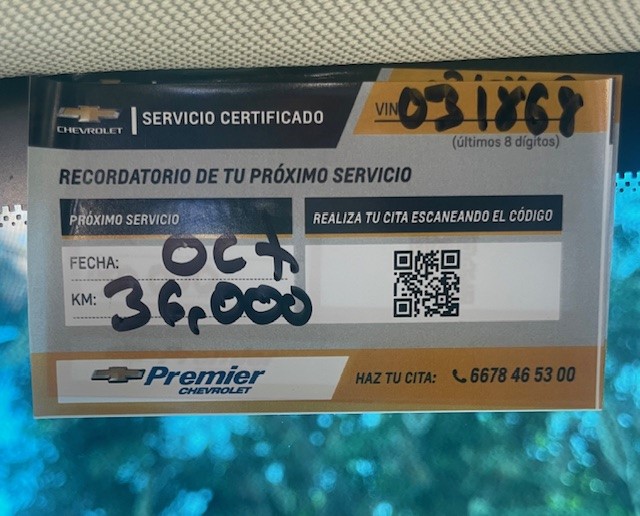 CHEVROLET
SERVICIO CERTIFICADO
VIN 031868
(últimos 8 dígitos)
RECORDATORIO DE TU PRÓXIMO SERVICIO
PRÓXIMO SERVICIO
REALIZA TU CITA ESCANEANDO EL CÓDIGO
FECHA: OCT
KM: 36,000
Premier
CHEVROLET
HAZ TU CITA: 6678 46 53 00